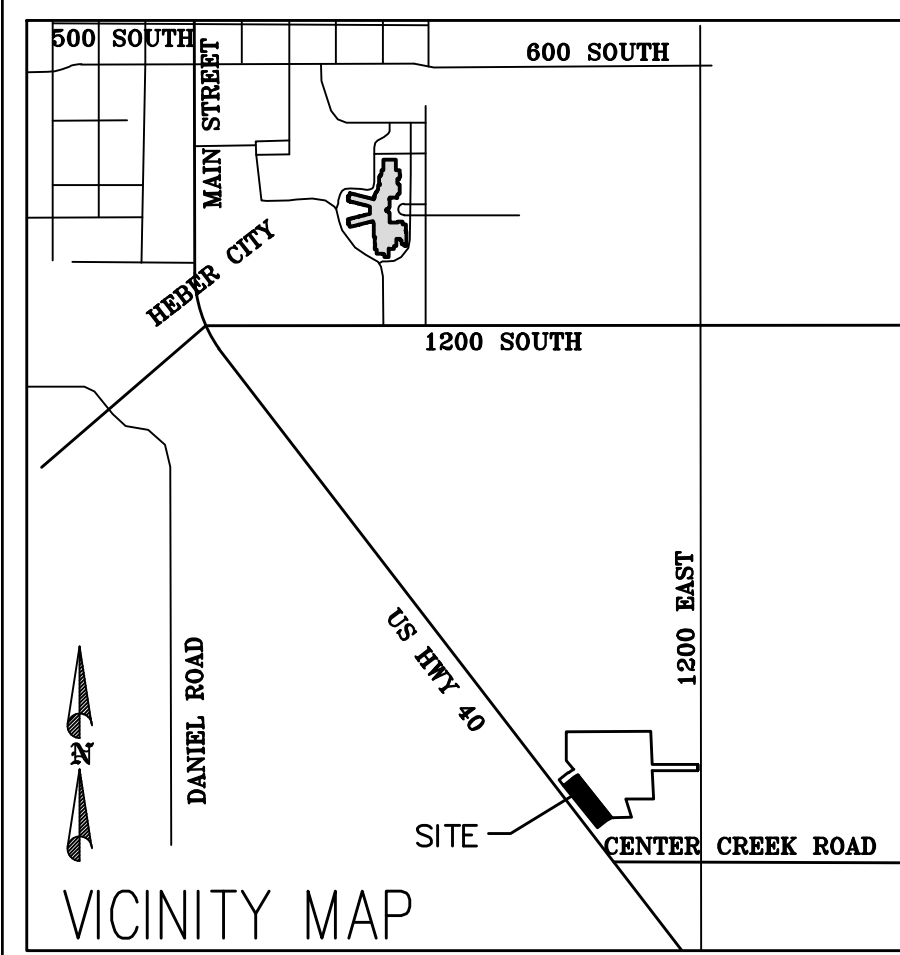 500 SOUTH
600 SOUTH
MAIN STREET
HEBER CITY
1200 SOUTH
1200 EAST
US HWY 40
DANIEL ROAD
N
SITE
CENTER CREEK ROAD
VICINITY MAP